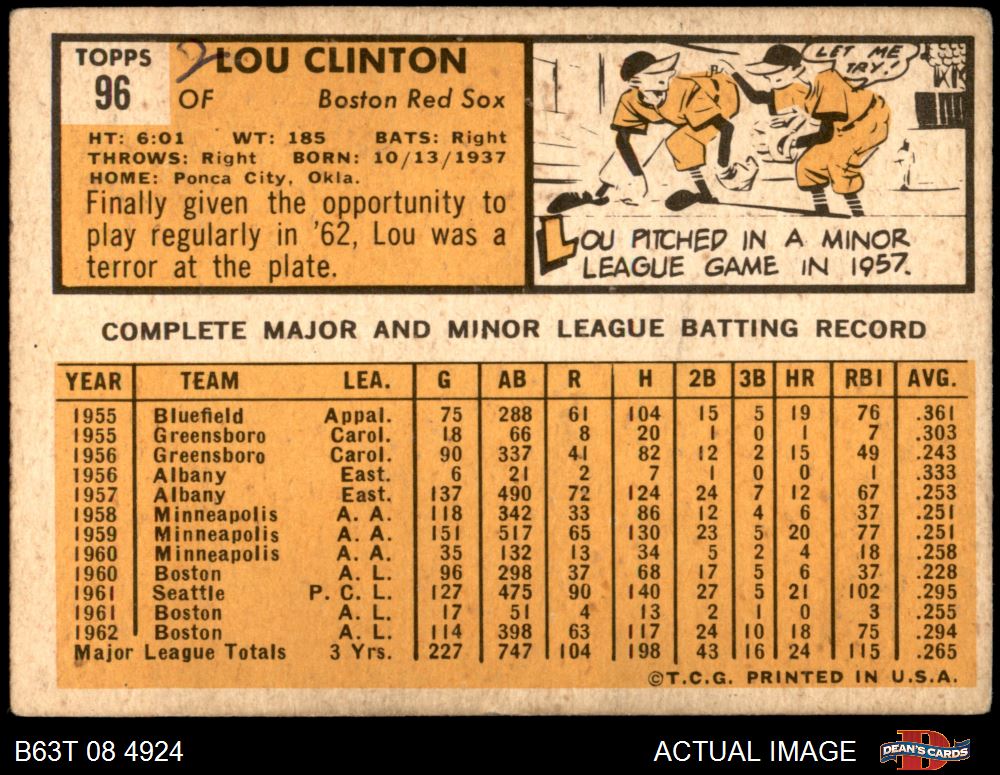 TOPPS
96
2
LOU CLINTON
OF Boston Red Sox
HT: 6:01 WT: 185 BATS: Right
THROWS: Right BORN: 10/13/1937
HOME: Ponca City, Okla.
Finally given the opportunity to
play regularly in '62, Lou was a
terror at the plate.
LET ME
TRY!
LOU PITCHED IN A MINOR
LEAGUE GAME IN 1957.
COMPLETE MAJOR AND MINOR LEAGUE BATTING RECORD
YEAR TEAM LEA. G AB R H 2B 3B HR RBI AVG.
1955 Bluefield Appal. 75 288 61 104 15 5 19 76 .361
1955 Greensboro Carol. 18 66 8 20 1 0 1 7 .303
1956 Greensboro Carol. 90 337 41 82 12 2 15 49 .243
1956 Albany East. 6 21 2 7 1 0 0 1 .333
1957 Albany East. 137 490 72 124 24 7 12 67 .253
1958 Minneapolis A. A. 118 342 33 86 12 4 6 37 .251
1959 Minneapolis A. A. 151 517 65 130 23 5 20 77 .251
1960 Minneapolis A. A. 35 132 13 34 5 2 4 18 .258
1960 Boston A. L. 96 298 37 68 17 5 6 37 .228
1961 Seattle P. C. L. 127 475 90 140 27 5 21 102 .295
1961 Boston A. L. 17 51 4 13 2 1 0 3 .255
1962 Boston A. L. 114 398 63 117 24 10 18 75 .294
Major League Totals 3 Yrs. 227 747 104 198 43 16 24 115 .265
©T.C.G. PRINTED IN U.S.A.
B63T 08 4924 ACTUAL IMAGE DEAN'S CARDS